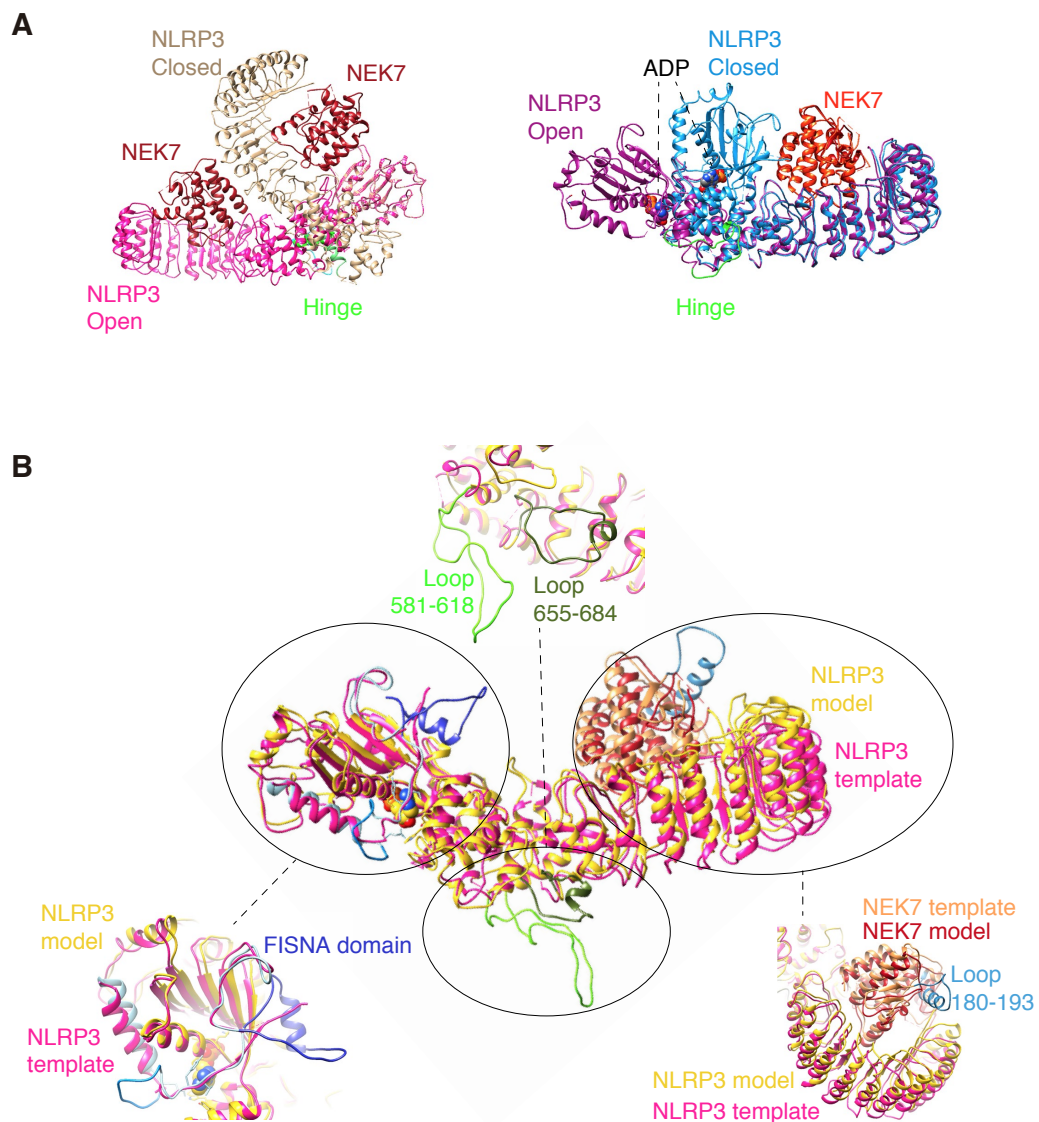 A
NLRP3
Closed
NEK7
NEK7
NLRP3
Open
Hinge
NLRP3
Closed
ADP
NLRP3
Open
NEK7
Hinge
B
Loop
581-618
Loop
655-684
NLRP3
model
NLRP3
template
NLRP3
model
FISNA domain
NLRP3
template
NEK7 template
NEK7 model
Loop
180-193
NLRP3 model
NLRP3 template